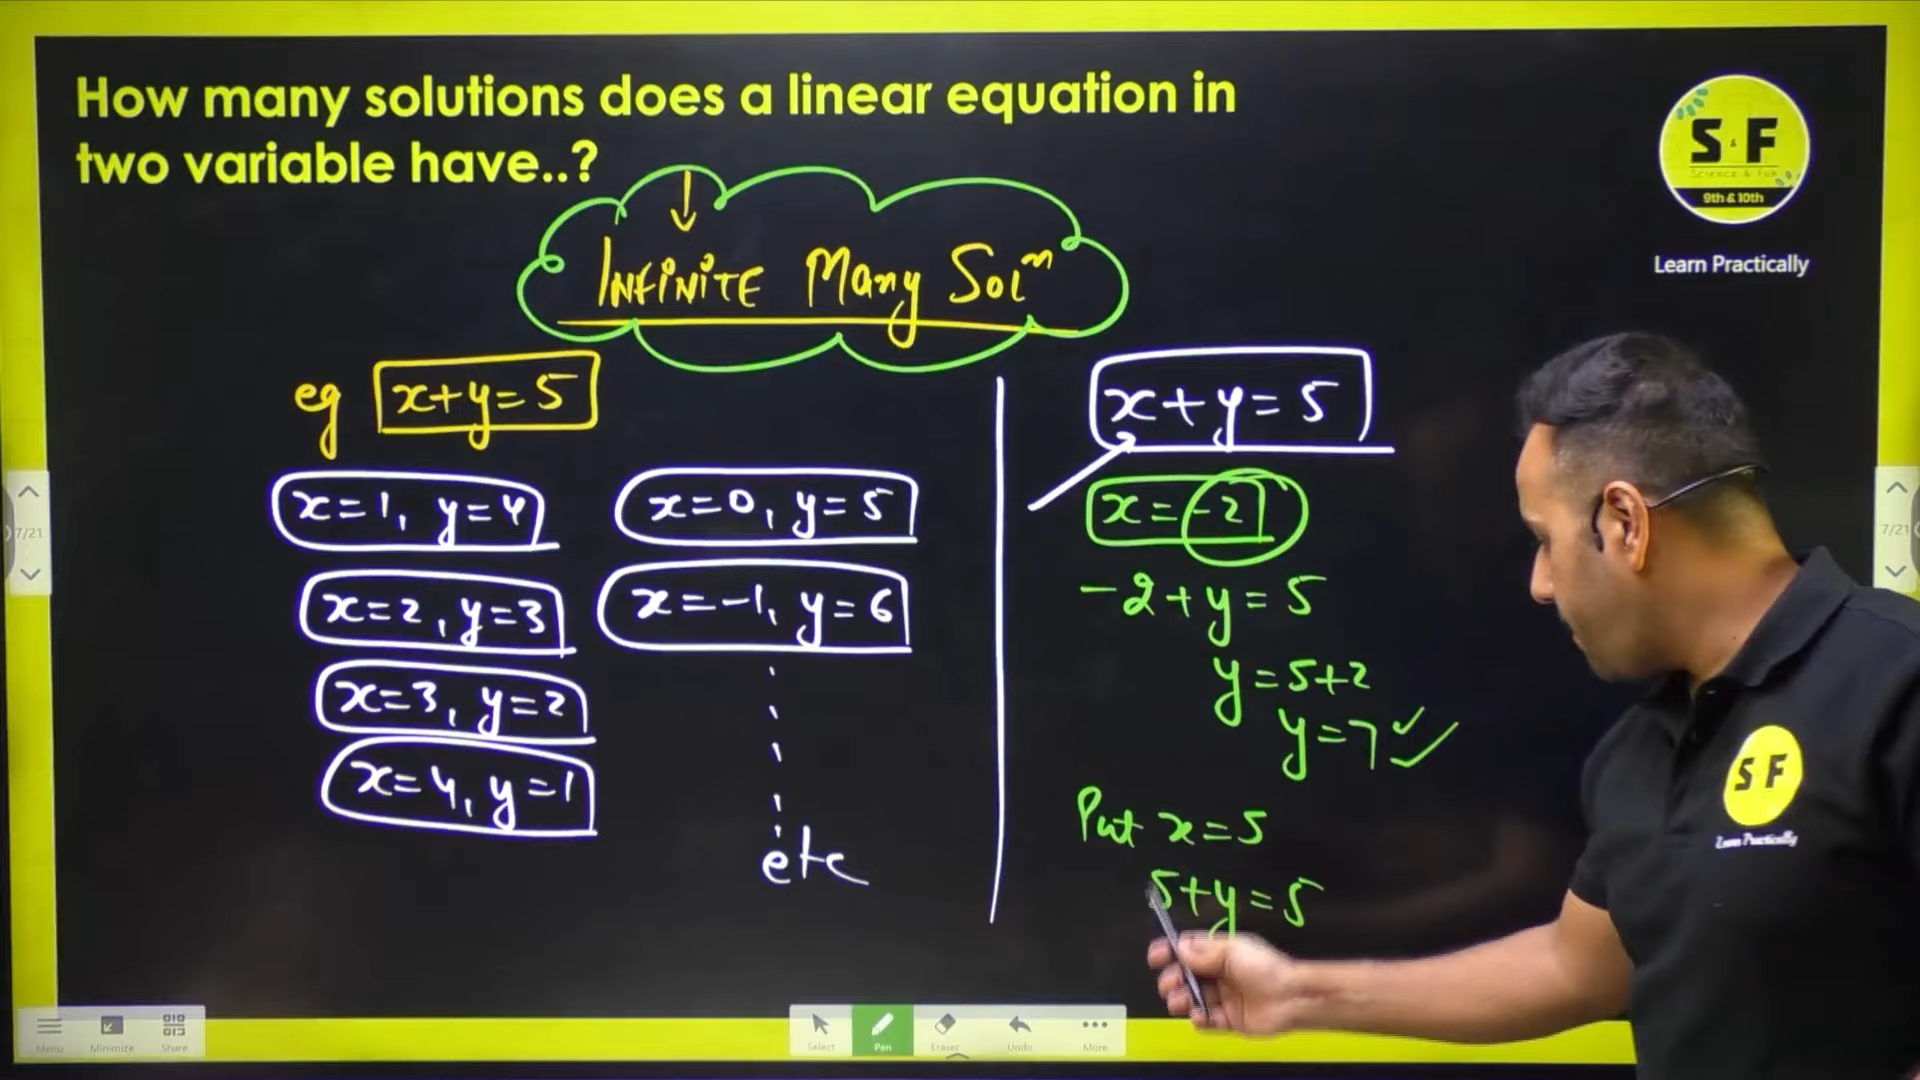 How many solutions does a linear equation in
two variable have..?
S & F
Science & Fun
9th & 10th
Learn Practically
INFINITE Many Solⁿ
eg x+y=5
x=1, y=4
x=0, y=5
x=2, y=3
x=-1, y=6
x=3, y=2
x=4, y=1
etc
x+y=5
x=-2
-2+y=5
y=5+2
y=7
Put x=5
5+y=5
SF
Learn Practically
7/21
7/21
Menu
Minimize
Share
Select
Pen
Eraser
Undo
More